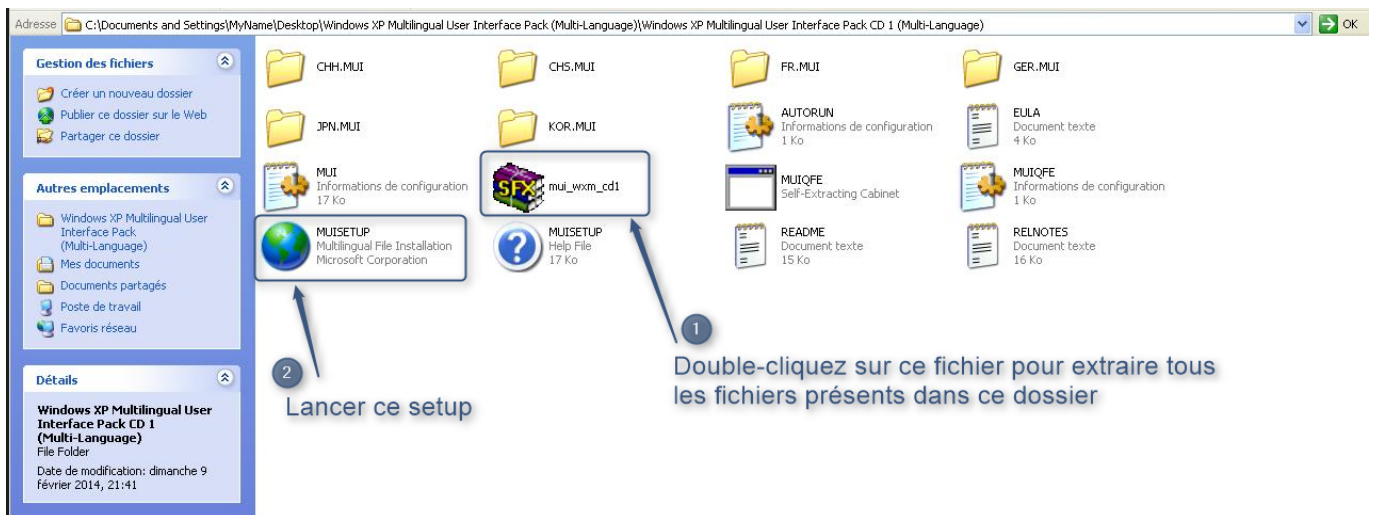 Adresse C:\Documents and Settings\MyName\Desktop\Windows XP Multilingual User Interface Pack (Multi-Language)\Windows XP Multilingual User Interface Pack CD 1 (Multi-Language) OK
Gestion des fichiers
Créer un nouveau dossier
Publier ce dossier sur le Web
Partager ce dossier
Autres emplacements
Windows XP Multilingual User
Interface Pack
(Multi-Language)
Mes documents
Documents partagés
Poste de travail
Favoris réseau
Détails
Windows XP Multilingual User
Interface Pack CD 1
(Multi-Language)
File Folder
Date de modification: dimanche 9
février 2014, 21:41
CHH.MUI
CHS.MUI
FR.MUI
GER.MUI
JPN.MUI
KOR.MUI
AUTORUN
Informations de configuration
1 Ko
EULA
Document texte
4 Ko
MUI
Informations de configuration
17 Ko
SFX
mui_wxm_cd1
MUIQFE
Self-Extracting Cabinet
MUIQFE
Informations de configuration
1 Ko
MUISETUP
Multilingual File Installation
Microsoft Corporation
MUISETUP
Help File
17 Ko
README
Document texte
15 Ko
RELNOTES
Document texte
16 Ko
1
Double-cliquez sur ce fichier pour extraire tous
les fichiers présents dans ce dossier
2
Lancer ce setup